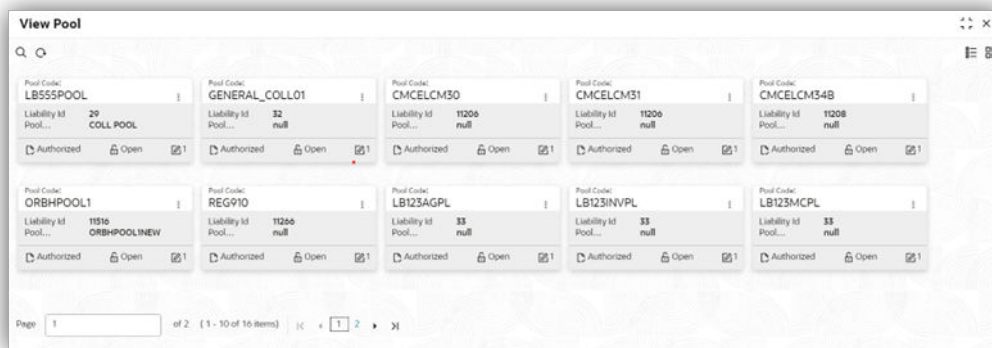 View Pool
Pool Code: Pool Code: Pool Code: Pool Code: Pool Code:
LB555POOL GENERAL_COLL01 CMCELCM30 CMCELCM31 CMCELCM34B
Liability Id 29 Liability Id 32 Liability Id 11206 Liability Id 11206 Liability Id 11208
Pool... COLL POOL Pool... null Pool... null Pool... null Pool... null
Authorized Open 1 Authorized Open 1 Authorized Open 1 Authorized Open 1 Authorized Open 1
Pool Code: Pool Code: Pool Code: Pool Code: Pool Code:
ORBHPOOL1 REG910 LB123AGPL LB123INVPL LB123MCPL
Liability Id 11516 Liability Id 11266 Liability Id 33 Liability Id 33 Liability Id 33
Pool... ORBHPOOL1NEW Pool... null Pool... null Pool... null Pool... null
Authorized Open 1 Authorized Open 1 Authorized Open 1 Authorized Open 1 Authorized Open 1
Page 1 of 2 (1 - 10 of 16 items) 1 2